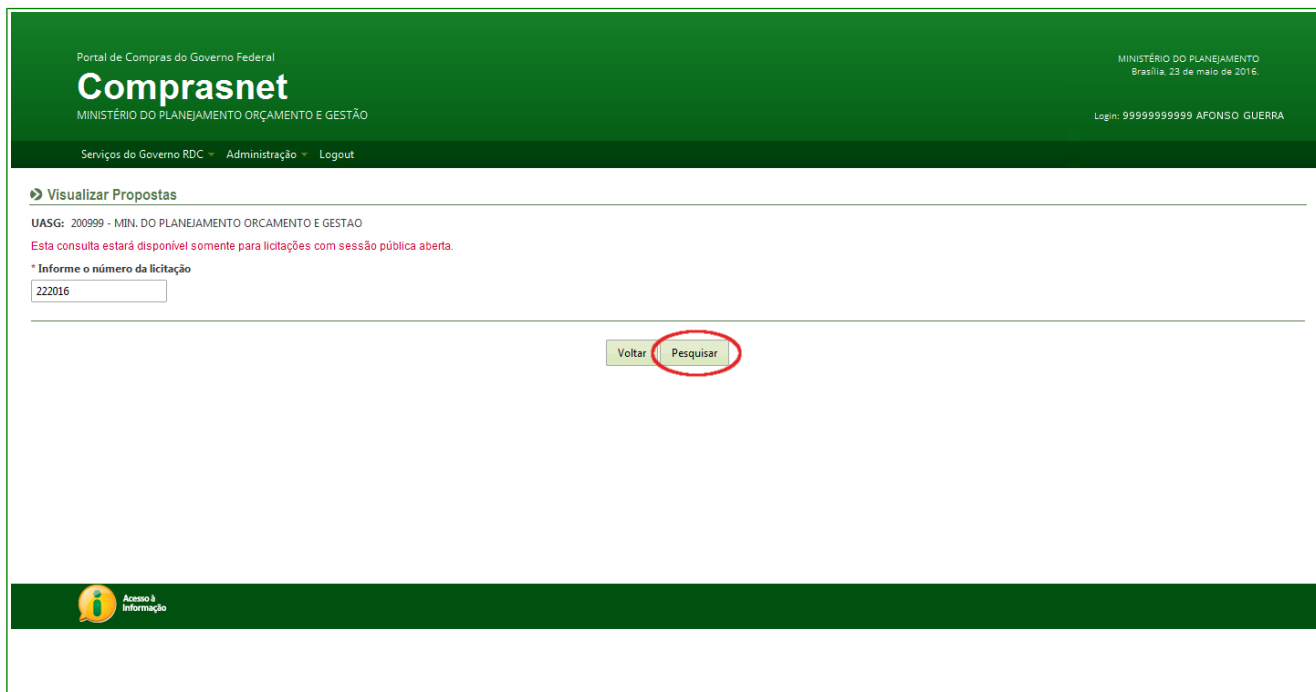 Portal de Compras do Governo Federal
Comprasnet
MINISTÉRIO DO PLANEJAMENTO ORÇAMENTO E GESTÃO
MINISTÉRIO DO PLANEJAMENTO
Brasília, 23 de maio de 2016.
Login: 99999999999 AFONSO GUERRA
Serviços do Governo RDC Administração Logout
Visualizar Propostas
UASG: 200999 - MIN. DO PLANEJAMENTO ORCAMENTO E GESTAO
Esta consulta estará disponível somente para licitações com sessão pública aberta.
* Informe o número da licitação
222016
Voltar Pesquisar
Acesso à
Informação